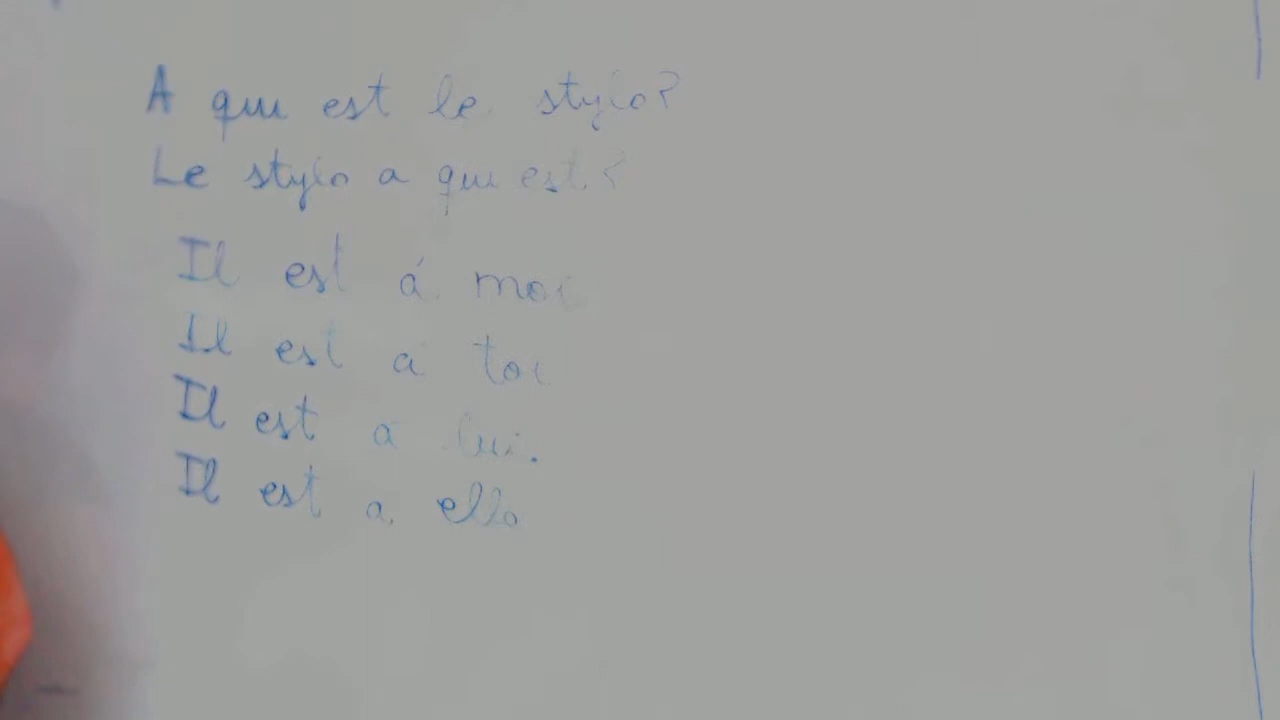 A qui est le stylo?
Le stylo a qui est?
Il est á moi
Il est a toi
Il est a lui.
Il est a elle